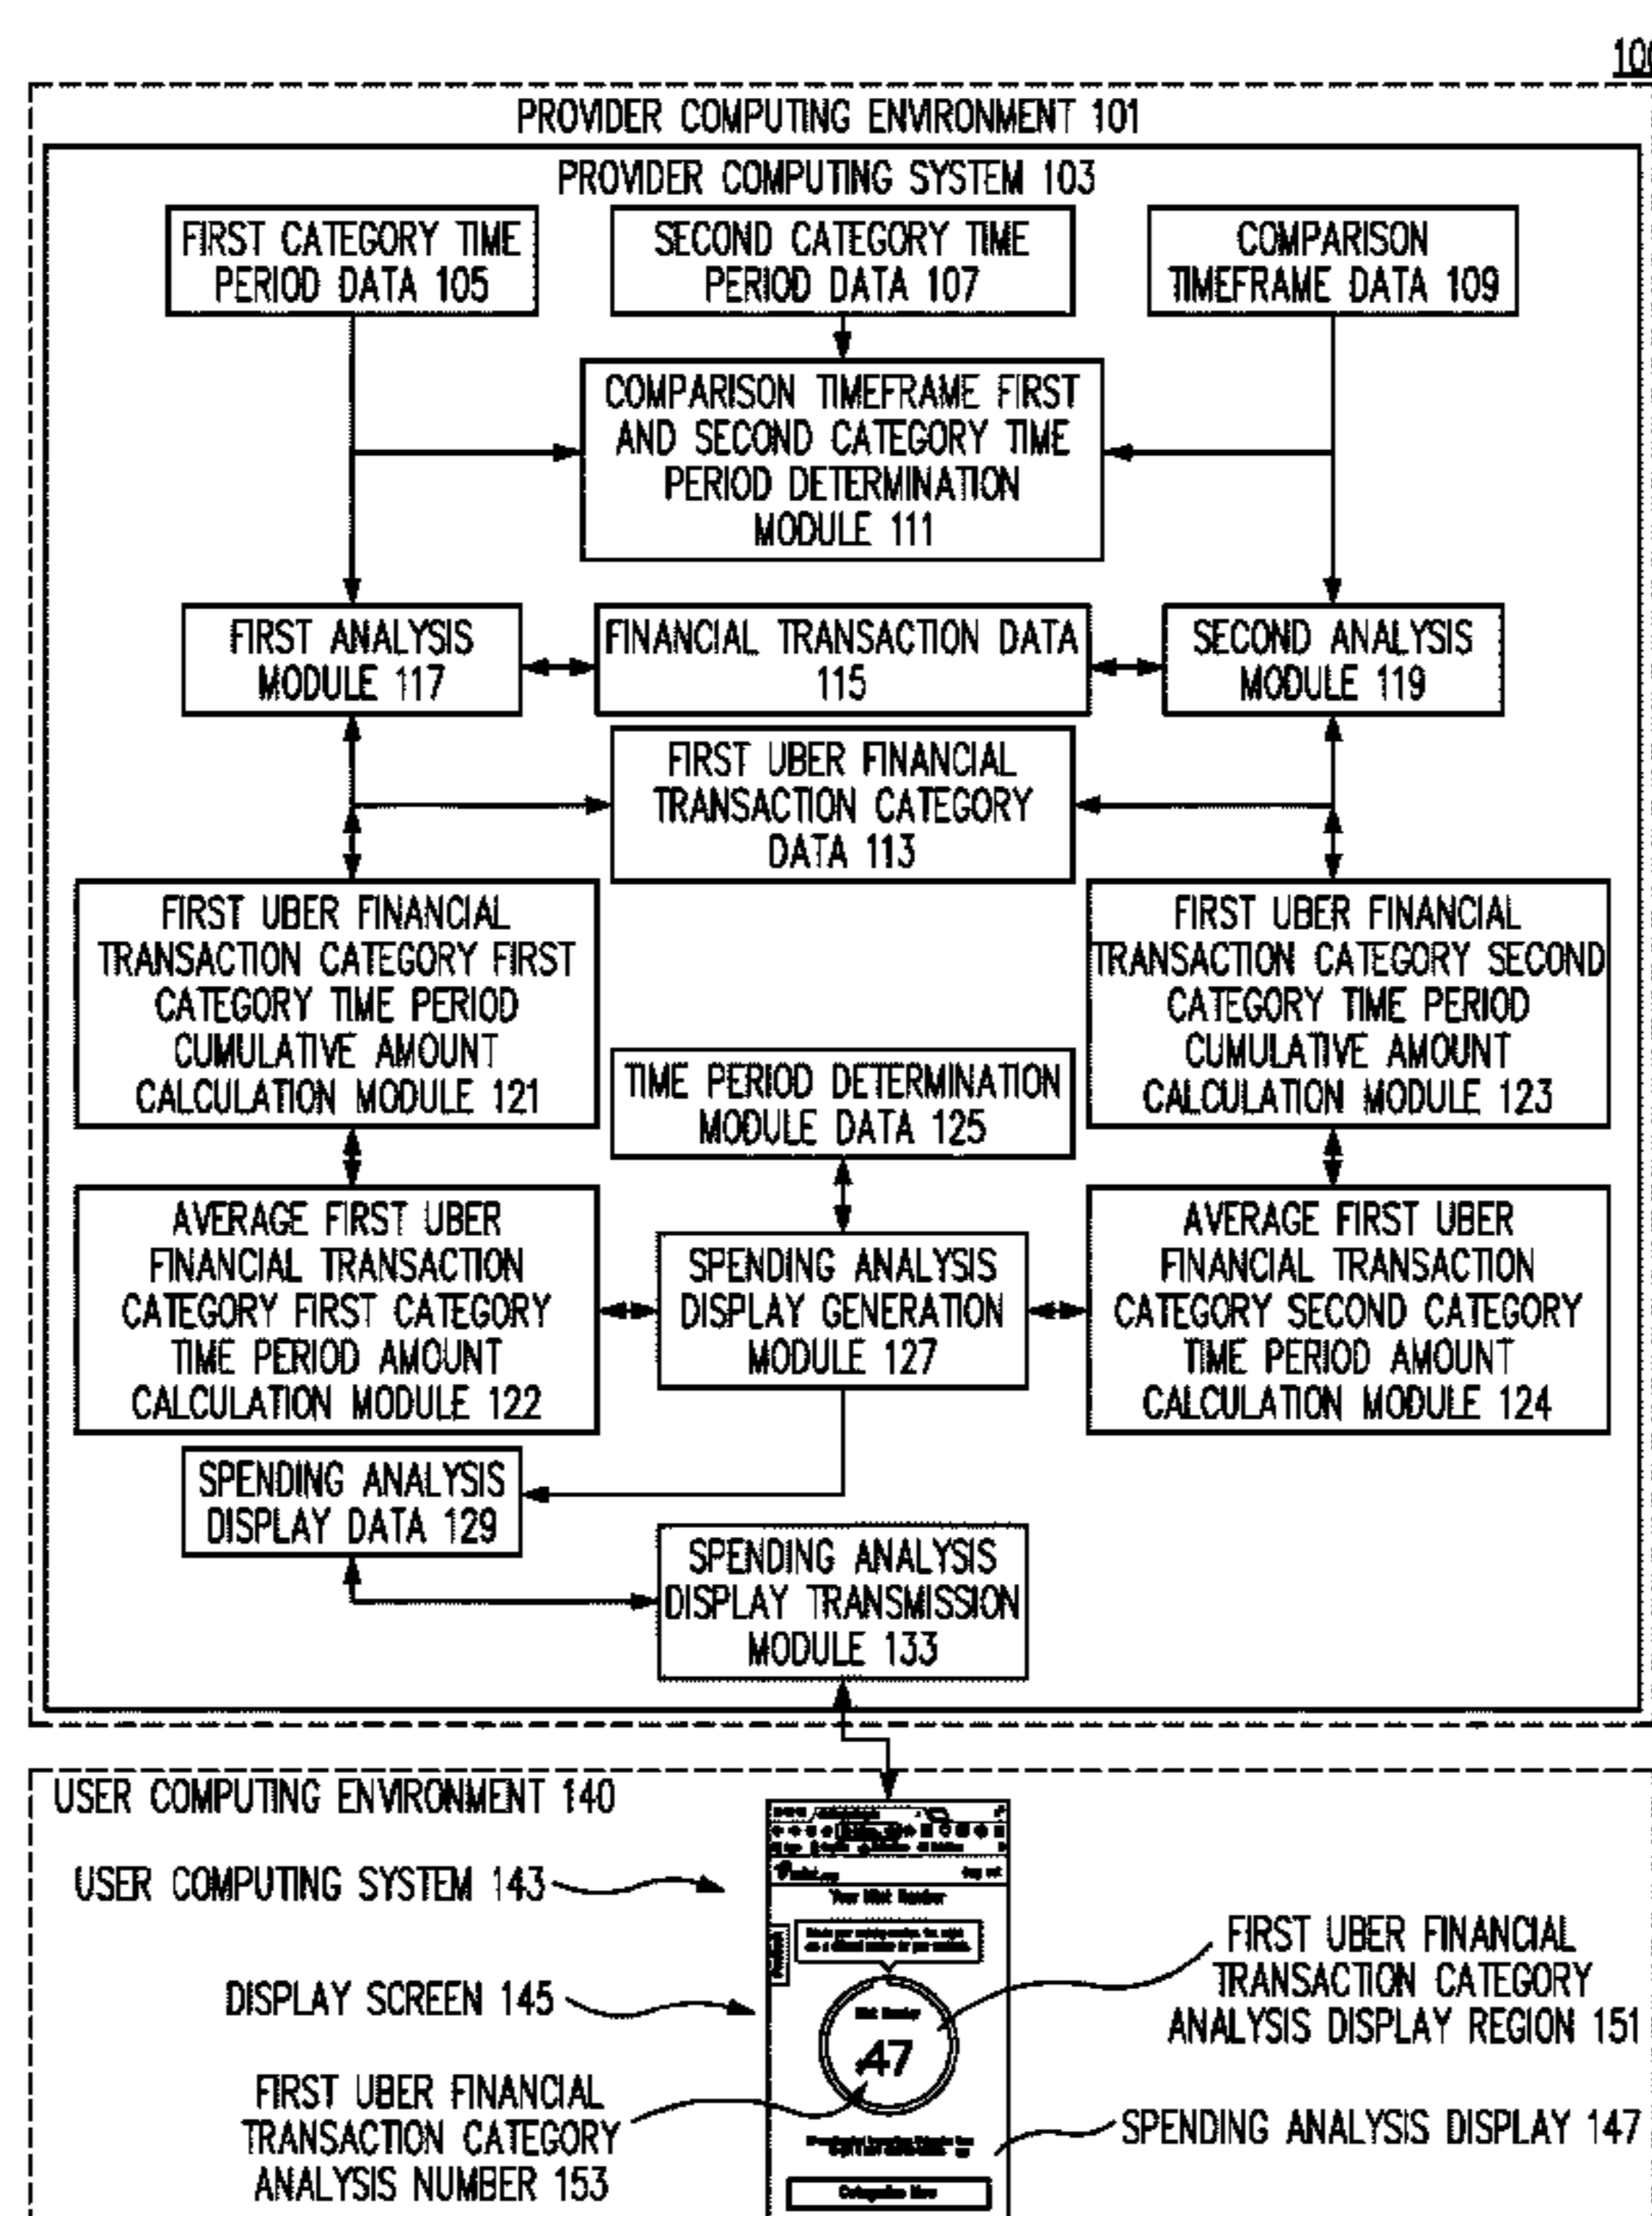 10
PROVIDER COMPUTING ENVIRONMENT 101
PROVIDER COMPUTING SYSTEM 103
FIRST CATEGORY TIME
PERIOD DATA 105
SECOND CATEGORY TIME
PERIOD DATA 107
COMPARISON
TIMEFRAME DATA 109
COMPARISON TIMEFRAME FIRST
AND SECOND CATEGORY TIME
PERIOD DETERMINATION
MODULE 111
FIRST ANALYSIS
MODULE 117
FINANCIAL TRANSACTION DATA
115
SECOND ANALYSIS
MODULE 119
FIRST UBER FINANCIAL
TRANSACTION CATEGORY
DATA 113
FIRST UBER FINANCIAL
TRANSACTION CATEGORY FIRST
CATEGORY TIME PERIOD
CUMULATIVE AMOUNT
CALCULATION MODULE 121
FIRST UBER FINANCIAL
TRANSACTION CATEGORY SECOND
CATEGORY TIME PERIOD
CUMULATIVE AMOUNT
CALCULATION MODULE 123
TIME PERIOD DETERMINATION
MODULE DATA 125
AVERAGE FIRST UBER
FINANCIAL TRANSACTION
CATEGORY FIRST CATEGORY
TIME PERIOD AMOUNT
CALCULATION MODULE 122
SPENDING ANALYSIS
DISPLAY GENERATION
MODULE 127
AVERAGE FIRST UBER
FINANCIAL TRANSACTION
CATEGORY SECOND CATEGORY
TIME PERIOD AMOUNT
CALCULATION MODULE 124
SPENDING ANALYSIS
DISPLAY DATA 129
SPENDING ANALYSIS
DISPLAY TRANSMISSION
MODULE 133
USER COMPUTING ENVIRONMENT 140
USER COMPUTING SYSTEM 143
Your Mint Number
DISPLAY SCREEN 145
FIRST UBER FINANCIAL
TRANSACTION CATEGORY
ANALYSIS DISPLAY REGION 151
Mint Number
.47
FIRST UBER FINANCIAL
TRANSACTION CATEGORY
ANALYSIS NUMBER 153
SPENDING ANALYSIS DISPLAY 147
Categorize Now